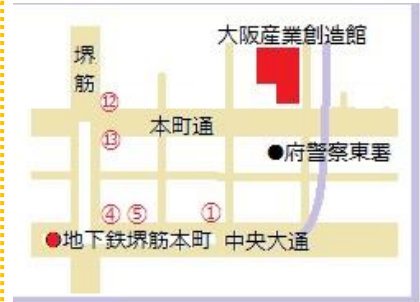 大阪産業創造館
堺筋
⑫
本町通
⑬
●府警察東署
④ ⑤ ①
●地下鉄堺筋本町 中央大通